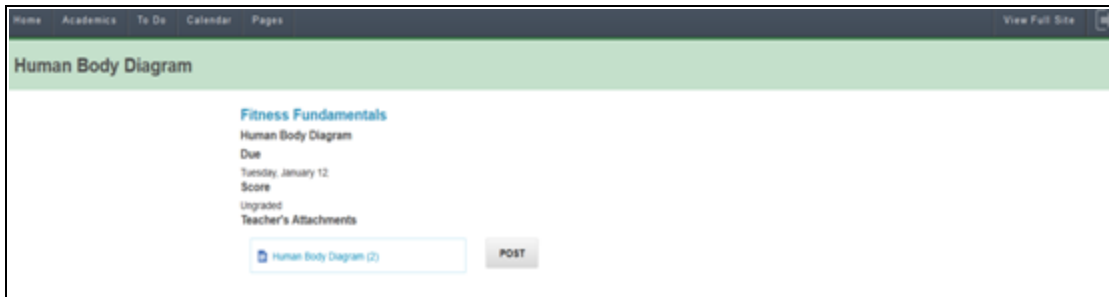 Home Academics To Do Calendar Pages View Full Site
Human Body Diagram
Fitness Fundamentals
Human Body Diagram
Due
Tuesday, January 12
Score
Ungraded
Teacher's Attachments
Human Body Diagram (2) POST